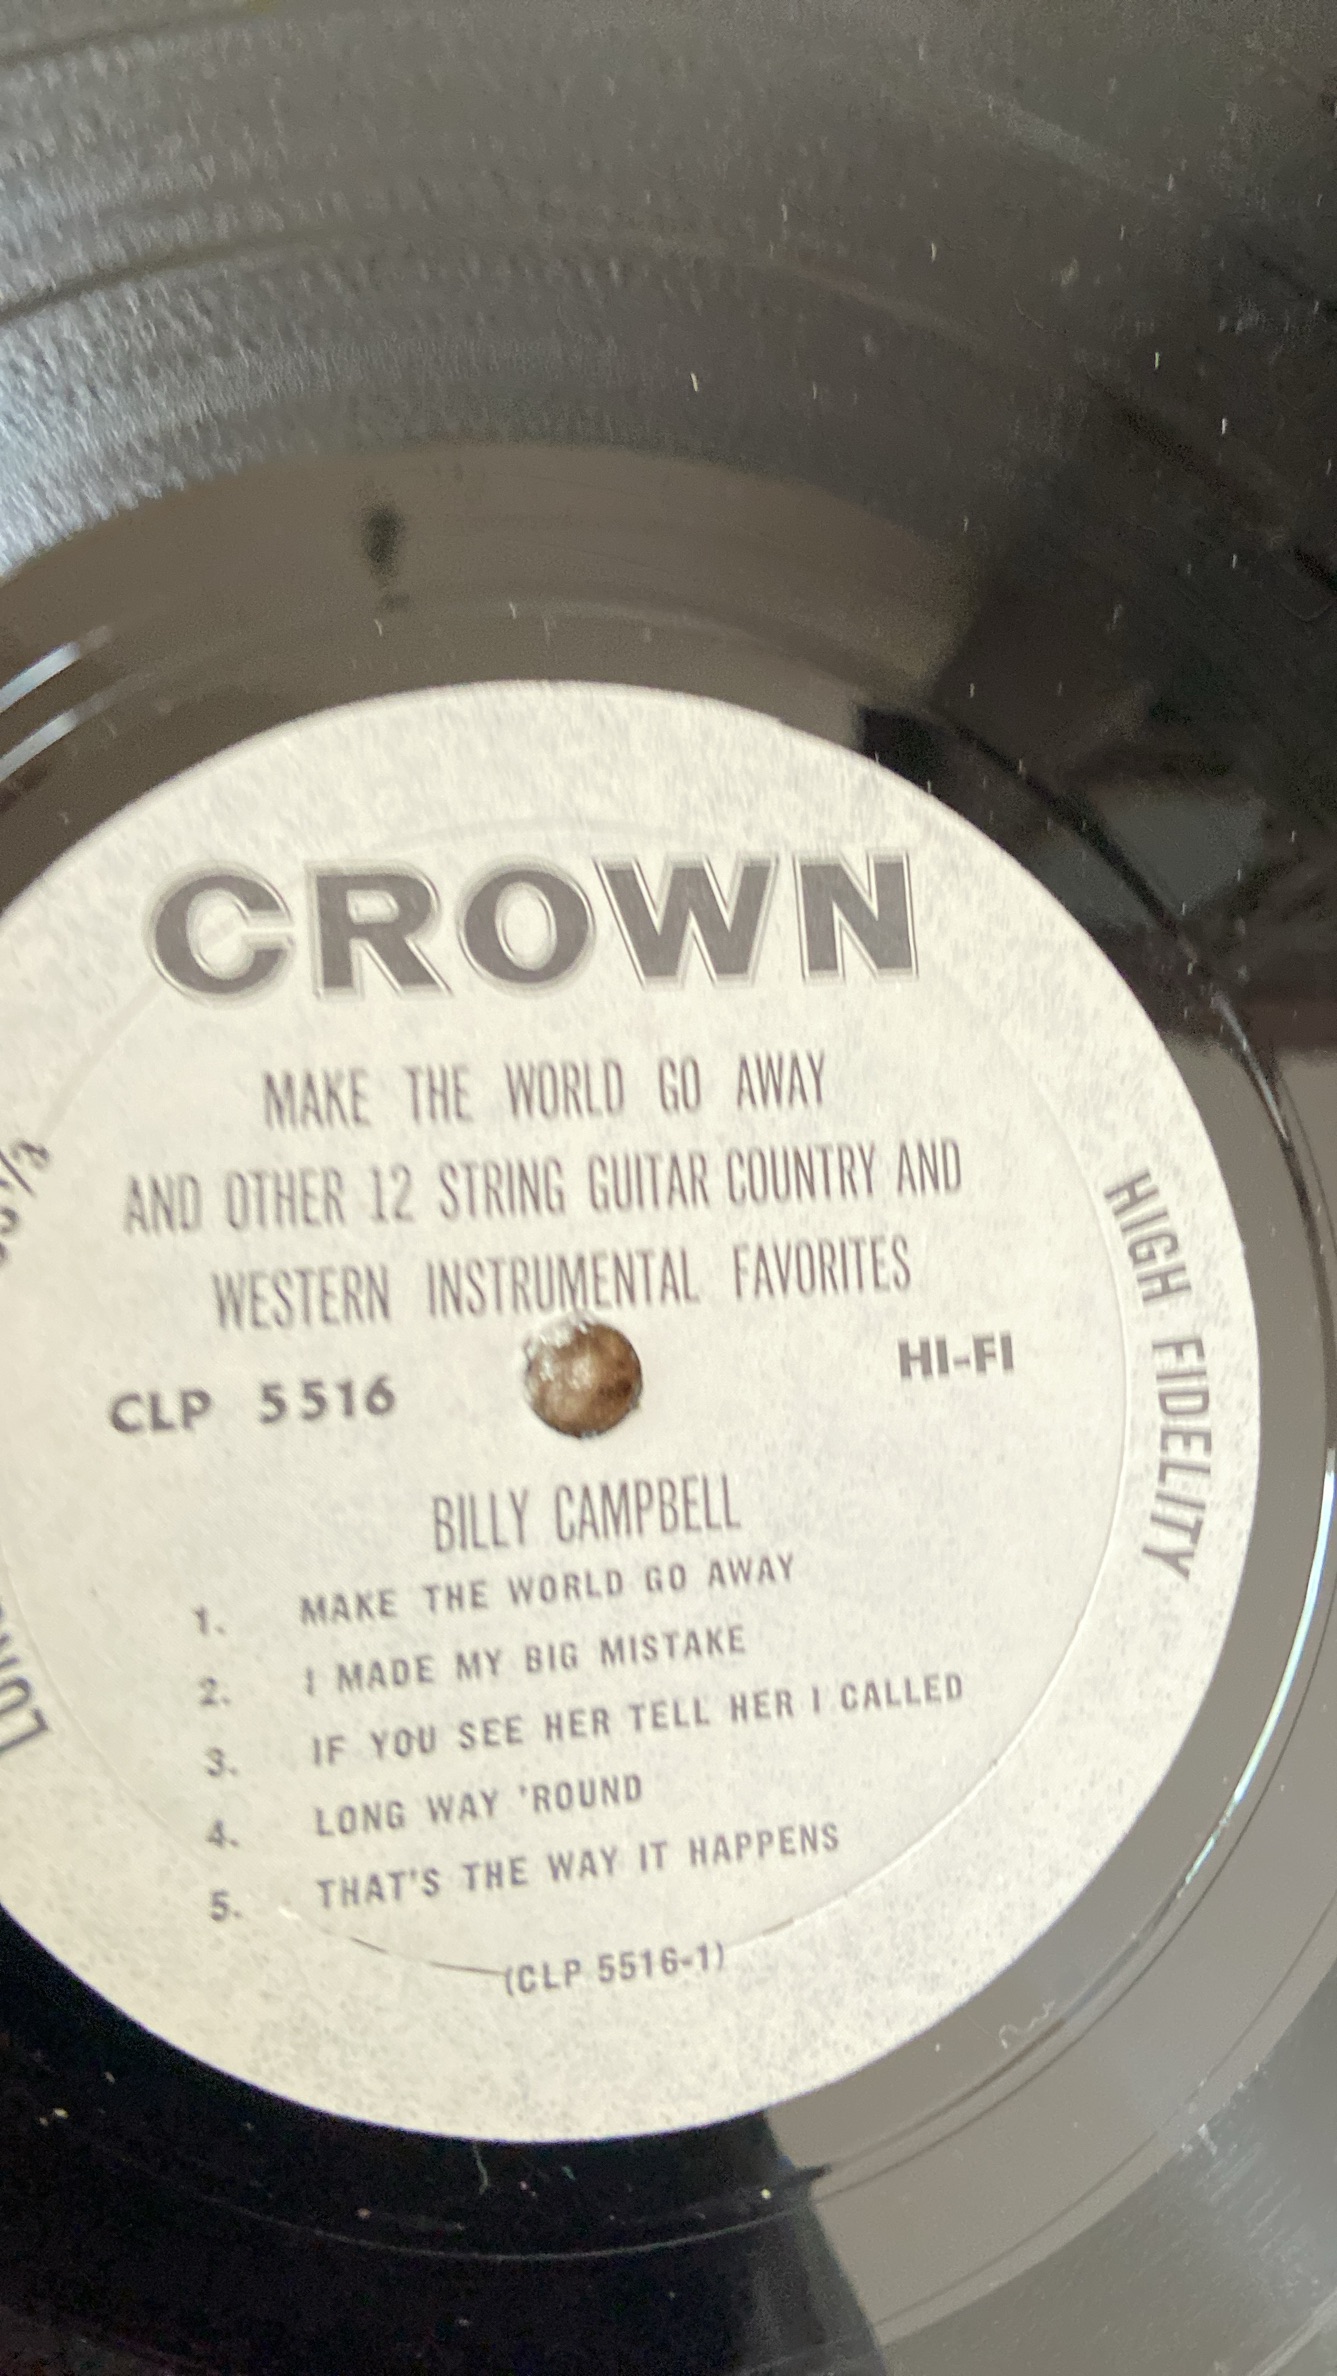 CROWN
MAKE THE WORLD GO AWAY
AND OTHER 12 STRING GUITAR COUNTRY AND
WESTERN INSTRUMENTAL FAVORITES
CLP 5516
HI-FI
HIGH FIDELITY
BILLY CAMPBELL
1. MAKE THE WORLD GO AWAY
2. I MADE MY BIG MISTAKE
3. IF YOU SEE HER TELL HER I CALLED
4. LONG WAY 'ROUND
5. THAT'S THE WAY IT HAPPENS
(CLP 5516-1)